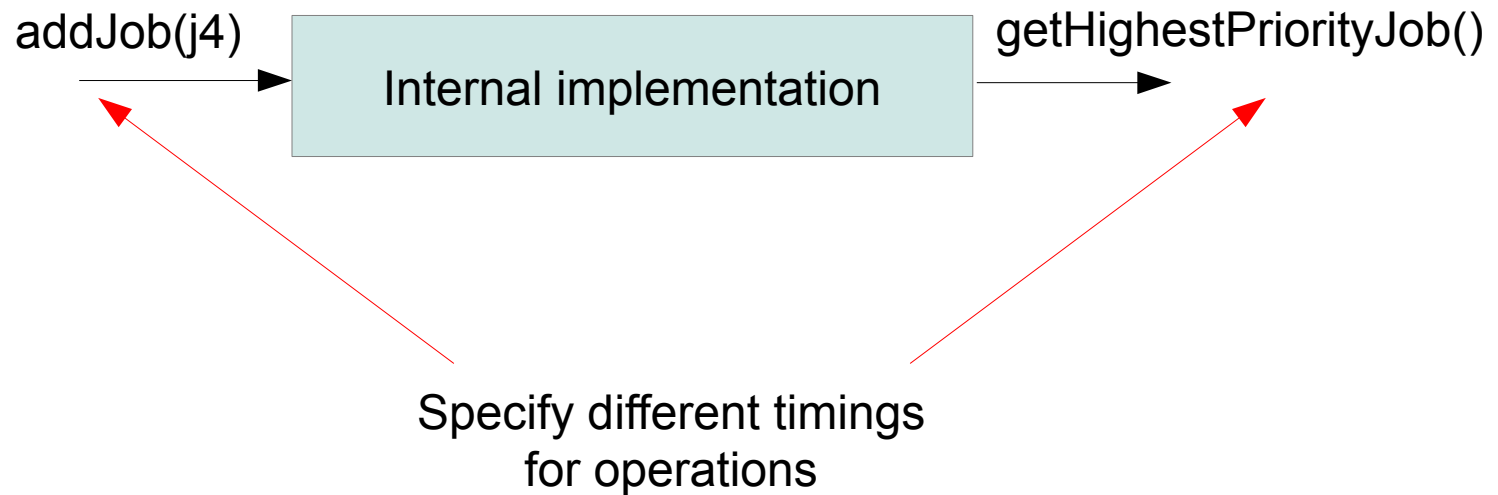 addJob(j4)
getHighestPriorityJob()
Internal implementation
Specify different timings
for operations